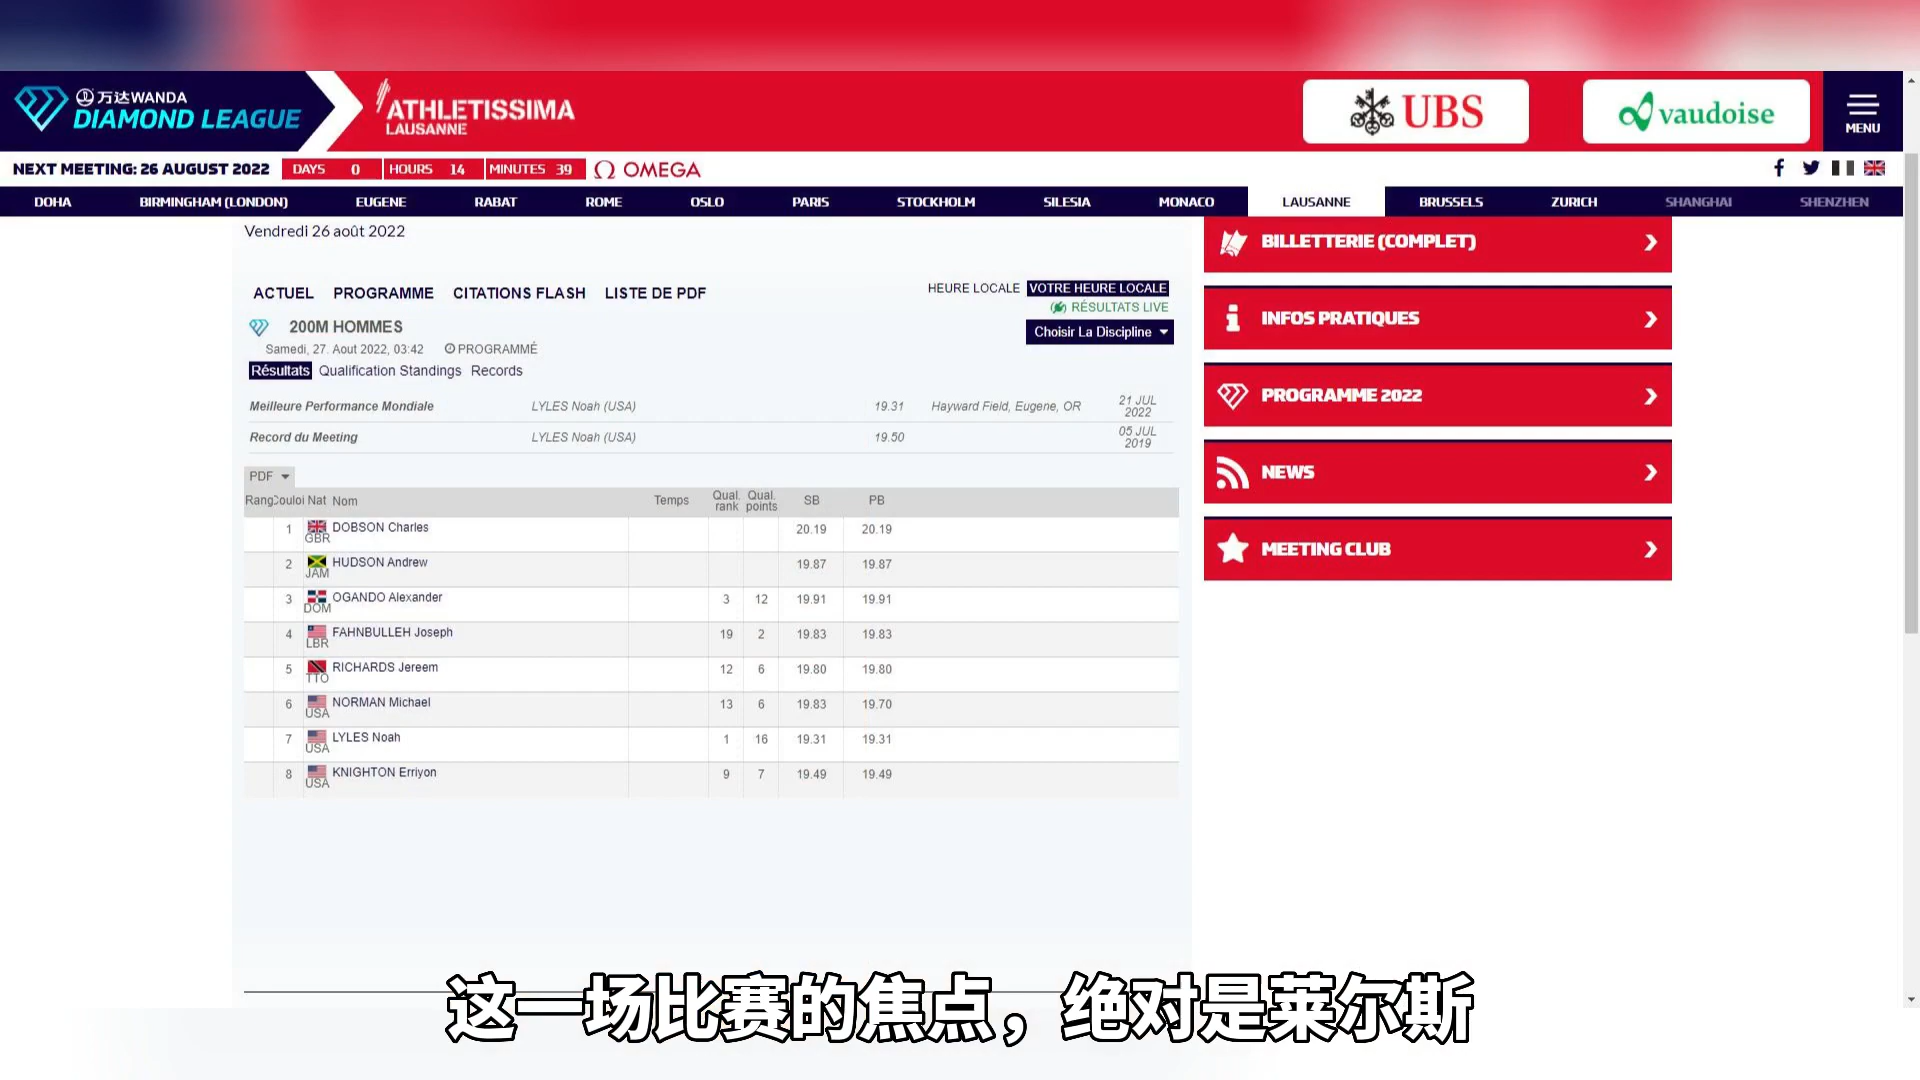 万达WANDA
DIAMOND LEAGUE
ATHLETISSIMA
LAUSANNE
UBS
vaudoise
MENU
NEXT MEETING: 26 AUGUST 2022 DAYS 0 HOURS 14 MINUTES 39 OMEGA
DOHA BIRMINGHAM (LONDON) EUGENE RABAT ROME OSLO PARIS STOCKHOLM SILESIA MONACO LAUSANNE BRUSSELS ZURICH SHANGHAI SHENZHEN
Vendredi 26 août 2022
ACTUEL PROGRAMME CITATIONS FLASH LISTE DE PDF
HEURE LOCALE VOTRE HEURE LOCALE
RÉSULTATS LIVE
Choisir La Discipline
200M HOMMES
Samedi, 27. Aout 2022, 03:42 PROGRAMMÉ
Résultats Qualification Standings Records
Meilleure Performance Mondiale LYLES Noah (USA) 19.31 Hayward Field, Eugene, OR 21 JUL 2022
Record du Meeting LYLES Noah (USA) 19.50 05 JUL 2019
PDF
Rang Couloi Nat Nom Temps Qual. rank Qual. points SB PB
1 GBR DOBSON Charles 20.19 20.19
2 JAM HUDSON Andrew 19.87 19.87
3 DOM OGANDO Alexander 3 12 19.91 19.91
4 LBR FAHNBULLEH Joseph 19 2 19.83 19.83
5 TTO RICHARDS Jereem 12 6 19.80 19.80
6 USA NORMAN Michael 13 6 19.83 19.70
7 USA LYLES Noah 1 16 19.31 19.31
8 USA KNIGHTON Erriyon 9 7 19.49 19.49
BILLETTERIE (COMPLET)
INFOS PRATIQUES
PROGRAMME 2022
NEWS
MEETING CLUB
这一场比赛的焦点，绝对是莱尔斯